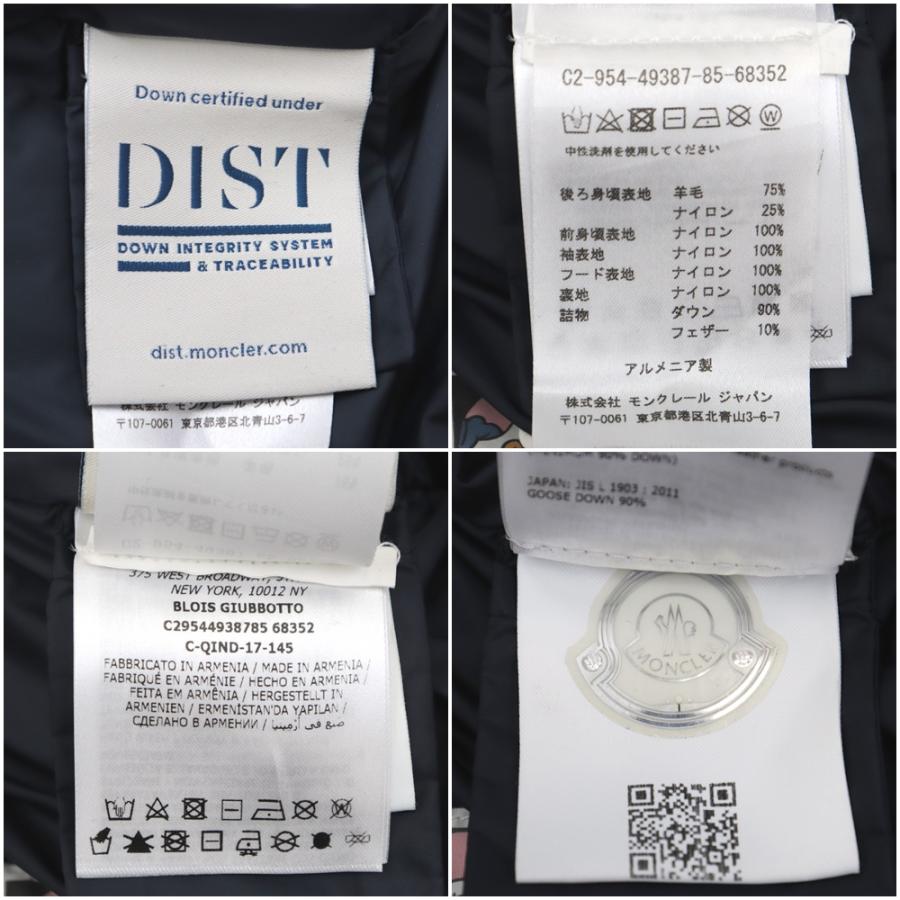 Down certified under
DIST
DOWN INTEGRITY SYSTEM
& TRACEABILITY
dist.moncler.com
株式会社 モンクレール ジャパン
〒107-0061 東京都港区北青山3-6-7
C2-954-49387-85-68352
中性洗剤を使用してください
後ろ身頃表地 羊毛 75%
ナイロン 25%
前身頃表地 ナイロン 100%
袖表地 ナイロン 100%
フード表地 ナイロン 100%
裏地 ナイロン 100%
詰物 ダウン 90%
フェザー 10%
アルメニア製
株式会社 モンクレール ジャパン
〒107-0061 東京都港区北青山3-6-7
375 WEST BROADWAY,
NEW YORK, 10012 NY
BLOIS GIUBBOTTO
C29544938785 68352
C-QIND-17-145
FABBRICATO IN ARMENIA / MADE IN ARMENIA /
FABRIQUÉ EN ARMÉNIE / HECHO EN ARMENIA /
FEITA EM ARMÊNIA / HERGESTELLT IN
ARMENIEN / ERMENİSTAN'DA YAPILAN /
СДЕЛАНО В АРМЕНИИ / صنع في أرمينيا
90% DOWN)
products
JAPAN: JIS L 1903 : 2011
GOOSE DOWN 90%
MONCLER